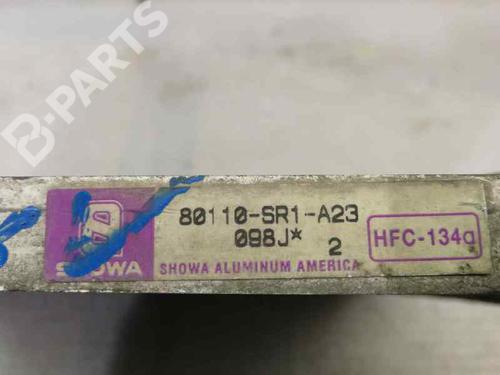 B-PARTS
80110-SR1-A23
098J* 2
HFC-134a
SHOWA
SHOWA ALUMINUM AMERICA